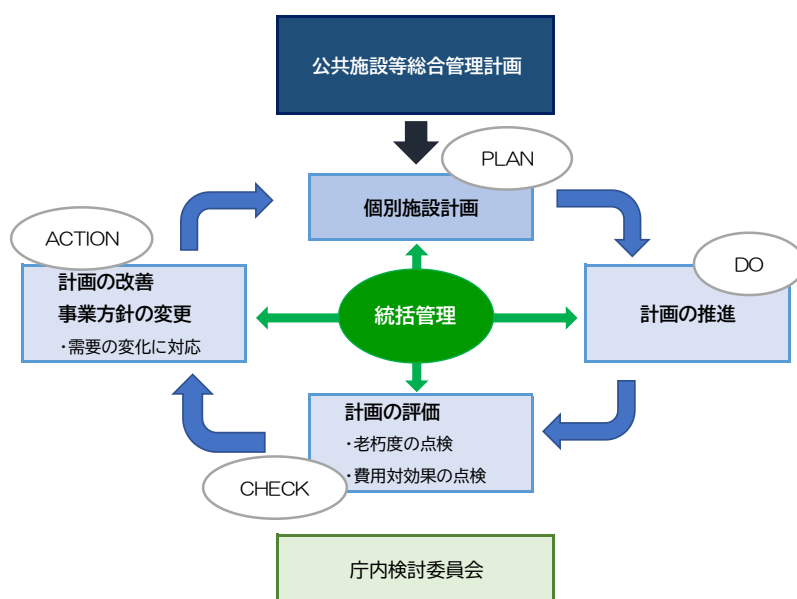 公共施設等総合管理計画
PLAN
個別施設計画
ACTION
計画の改善
事業方針の変更
・需要の変化に対応
統括管理
DO
計画の推進
計画の評価
・老朽度の点検
・費用対効果の点検
CHECK
庁内検討委員会